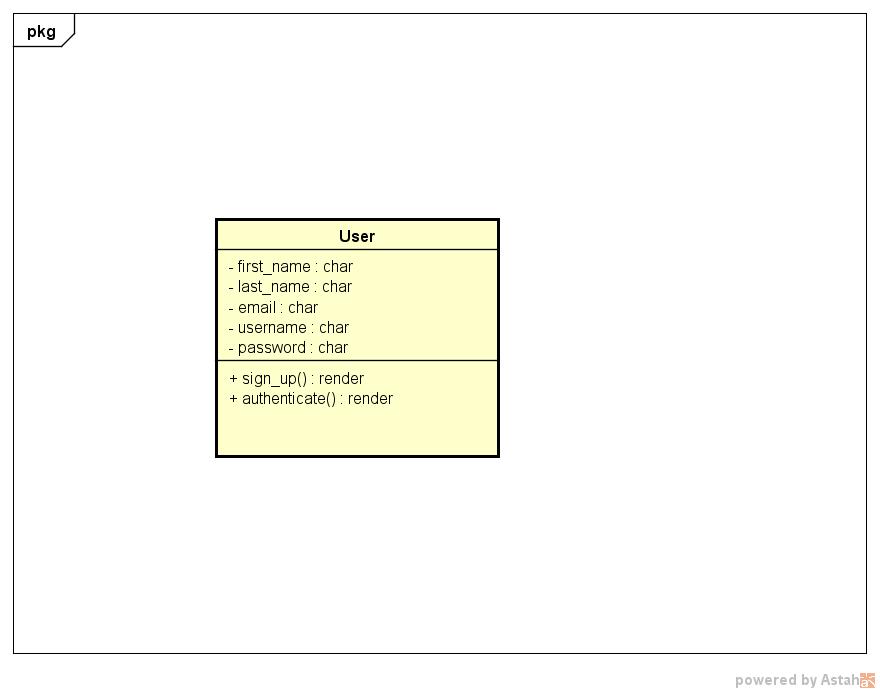 pkg
User
- first_name : char
- last_name : char
- email : char
- username : char
- password : char
+ sign_up() : render
+ authenticate() : render
powered by Astah